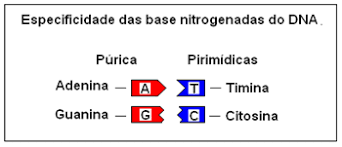 Especificidade das base nitrogenadas do DNA.
Púrica Pirimídicas
Adenina — A T — Timina
Guanina — G C — Citosina